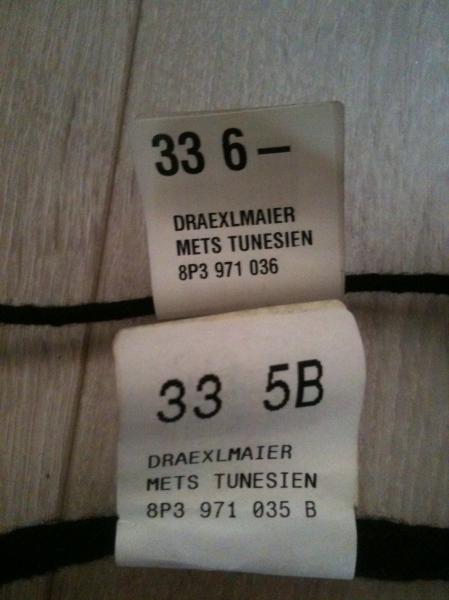 33 6 –
DRAEXLMAIER
METS TUNESIEN
8P3 971 036
33 5B
DRAEXLMAIER
METS TUNESIEN
8P3 971 035 B